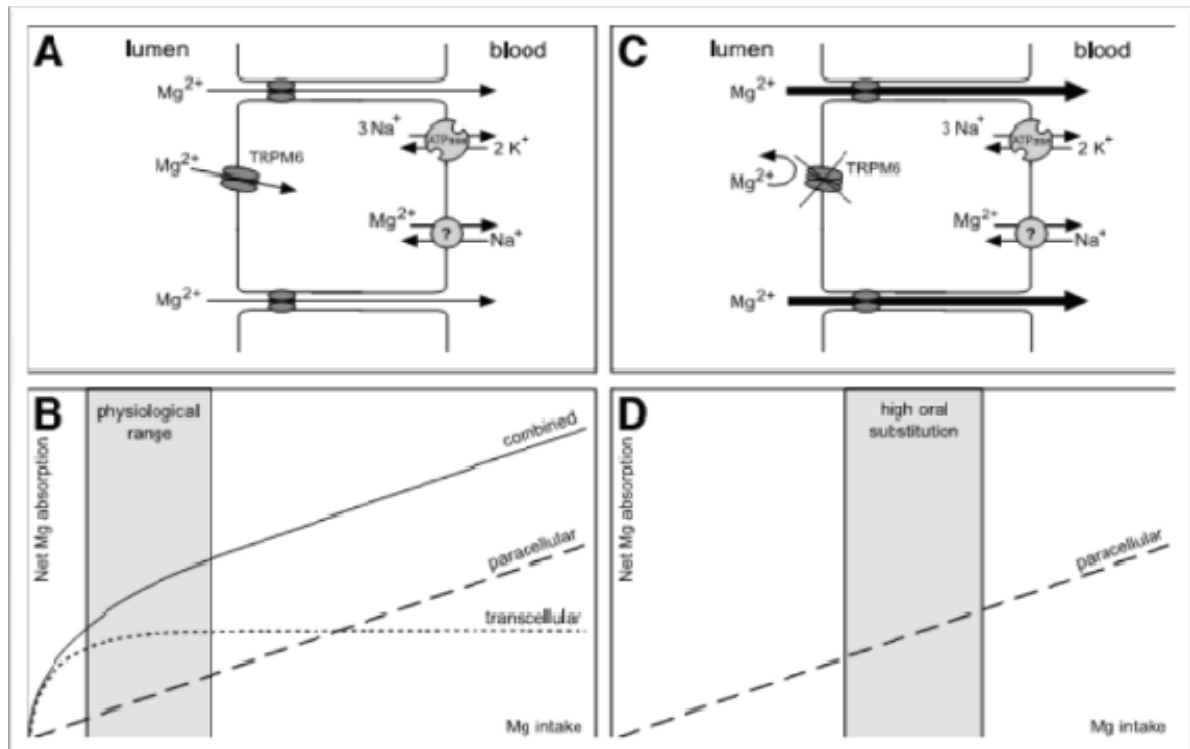 A
lumen
blood
Mg2+
3 Na+
ATPase
2 K+
TRPM6
Mg2+
Mg2+
?
Na+
Mg2+
C
lumen
blood
Mg2+
3 Na+
ATPase
2 K+
TRPM6
Mg2+
Mg2+
?
Na+
Mg2+
B
physiological
range
combined
Net Mg absorption
paracellular
transcellular
Mg intake
D
high oral
substitution
Net Mg absorption
paracellular
Mg intake